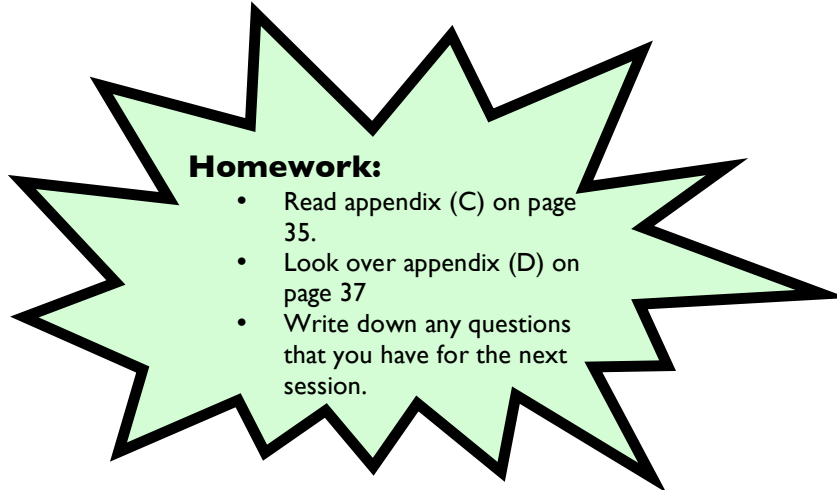 Homework:
• Read appendix (C) on page
35.
• Look over appendix (D) on
page 37
• Write down any questions
that you have for the next
session.